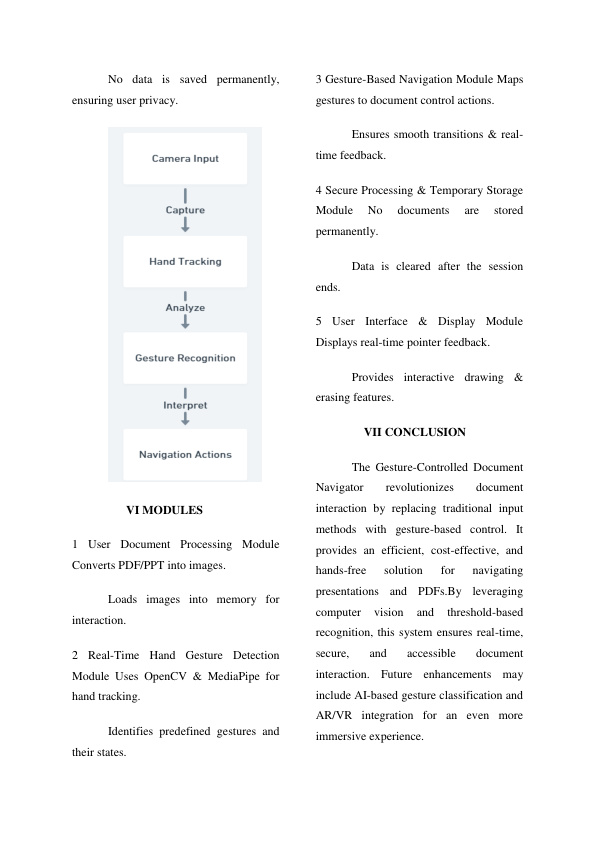 No data is saved permanently,
ensuring user privacy.
Camera Input
Capture
Hand Tracking
Analyze
Gesture Recognition
Interpret
Navigation Actions
VI MODULES
1 User Document Processing Module
Converts PDF/PPT into images.
Loads images into memory for
interaction.
2 Real-Time Hand Gesture Detection
Module Uses OpenCV & MediaPipe for
hand tracking.
Identifies predefined gestures and
their states.
3 Gesture-Based Navigation Module Maps
gestures to document control actions.
Ensures smooth transitions & real-
time feedback.
4 Secure Processing & Temporary Storage
Module No documents are stored
permanently.
Data is cleared after the session
ends.
5 User Interface & Display Module
Displays real-time pointer feedback.
Provides interactive drawing &
erasing features.
VII CONCLUSION
The Gesture-Controlled Document
Navigator revolutionizes document
interaction by replacing traditional input
methods with gesture-based control. It
provides an efficient, cost-effective, and
hands-free solution for navigating
presentations and PDFs.By leveraging
computer vision and threshold-based
recognition, this system ensures real-time,
secure, and accessible document
interaction. Future enhancements may
include AI-based gesture classification and
AR/VR integration for an even more
immersive experience.